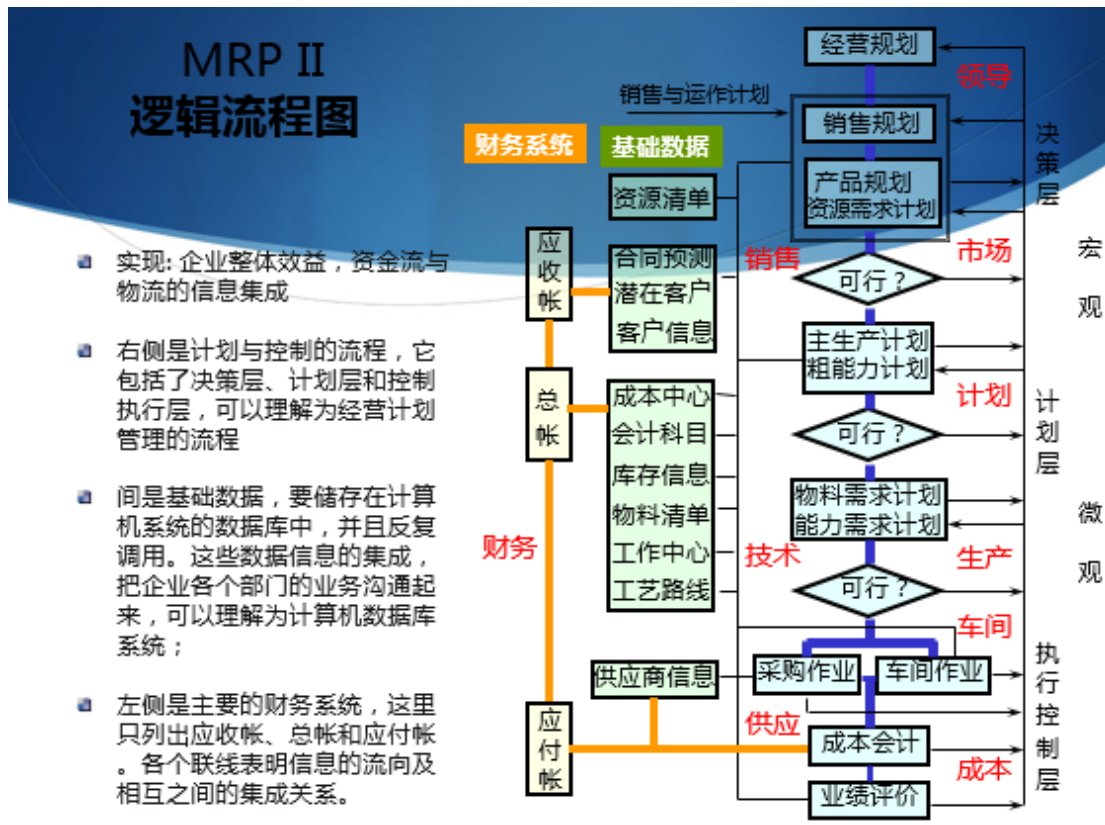 MRP II
逻辑流程图
实现: 企业整体效益，资金流与
物流的信息集成
右侧是计划与控制的流程，它
包括了决策层、计划层和控制
执行层，可以理解为经营计划
管理的流程
间是基础数据，要储存在计算
机系统的数据库中，并且反复
调用。这些数据信息的集成，
把企业各个部门的业务沟通起
来，可以理解为计算机数据库
系统；
左侧是主要的财务系统，这里
只列出应收帐、总帐和应付帐
。各个联线表明信息的流向及
相互之间的集成关系。
财务系统
应收帐
总帐
财务
应付帐
基础数据
资源清单
合同预测
潜在客户
客户信息
成本中心
会计科目
库存信息
物料清单
工作中心
工艺路线
供应商信息
销售与运作计划
销售
技术
供应
经营规划
销售规划
产品规划
资源需求计划
可行？
主生产计划
粗能力计划
可行？
物料需求计划
能力需求计划
可行？
采购作业
车间作业
成本会计
业绩评价
领导
市场
计划
生产
车间
成本
决策层
计划层
执行控制层
宏观
微观